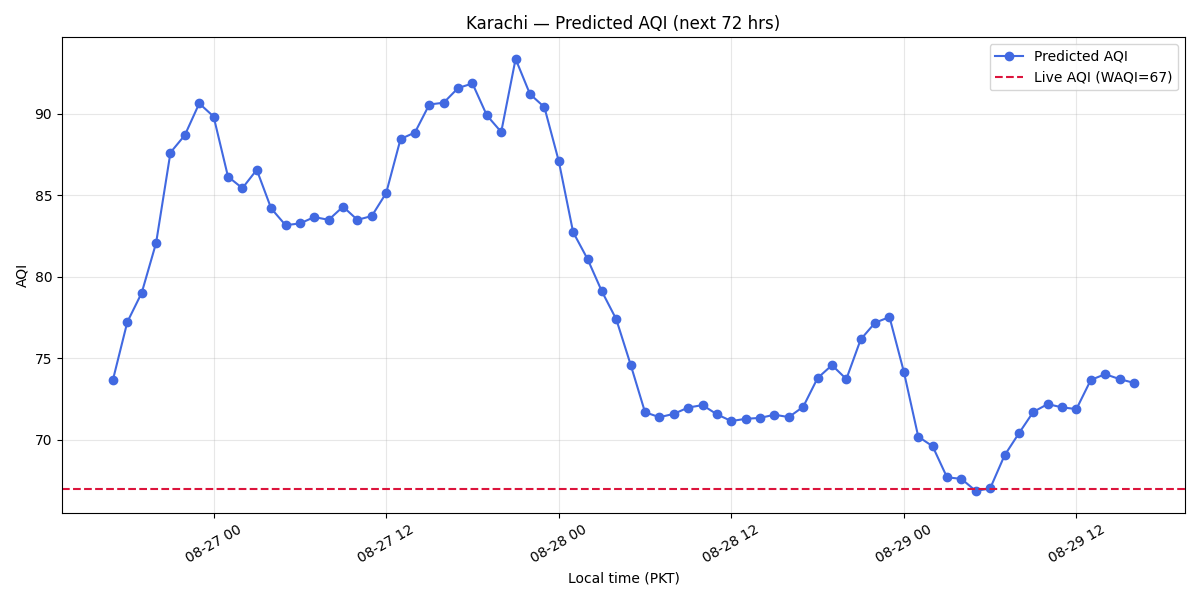 Karachi — Predicted AQI (next 72 hrs)
Predicted AQI
Live AQI (WAQI=67)
AQI
90
85
80
75
70
08-27 00
08-27 12
08-28 00
08-28 12
08-29 00
08-29 12
Local time (PKT)